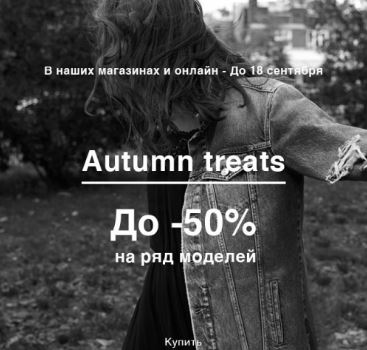 В наших магазинах и онлайн - До 18 сентября
Autumn treats
До -50%
на ряд моделей
Купить